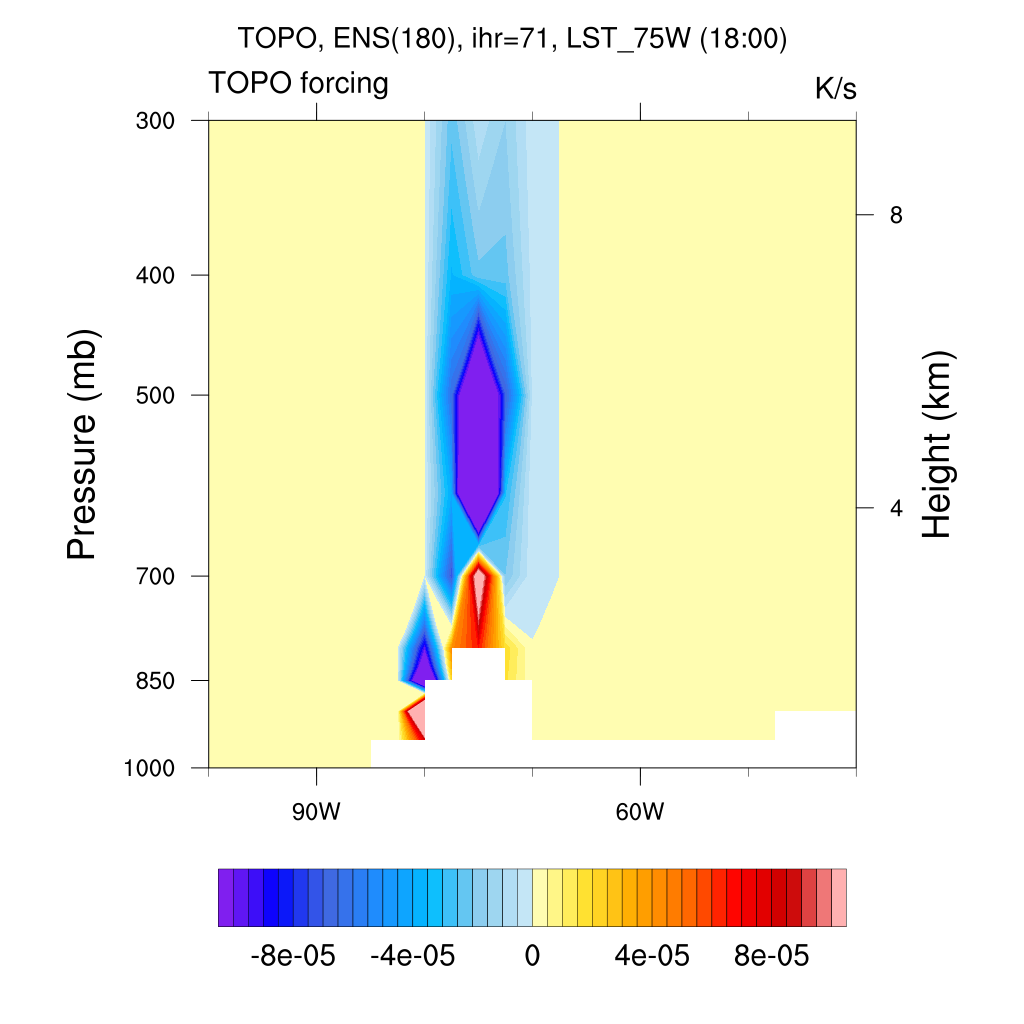 TOPO, ENS(180), ihr=71, LST_75W (18:00)
TOPO forcing
K/s
300
400
500
700
850
1000
Pressure (mb)
8
4
Height (km)
90W
60W
-8e-05
-4e-05
0
4e-05
8e-05